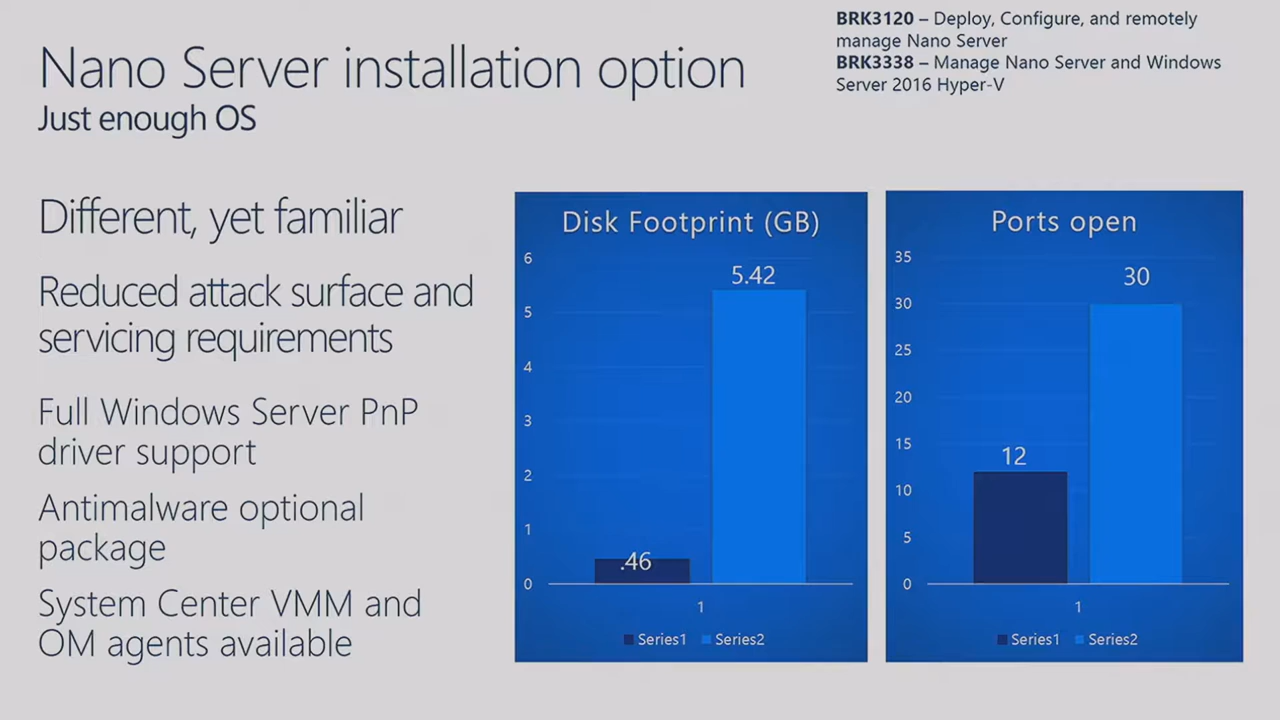 BRK3120 – Deploy, Configure, and remotely
manage Nano Server
BRK3338 – Manage Nano Server and Windows
Server 2016 Hyper-V
Nano Server installation option
Just enough OS
Different, yet familiar
Reduced attack surface and
servicing requirements
Full Windows Server PnP
driver support
Antimalware optional
package
System Center VMM and
OM agents available
Disk Footprint (GB)
6
5
4
3
2
1
0
5.42
.46
1
Series1 Series2
Ports open
35
30
25
20
15
10
5
0
30
12
1
Series1 Series2